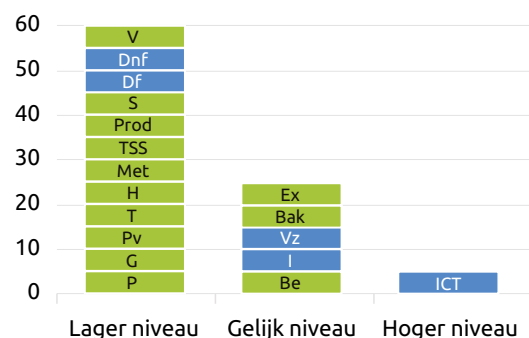 60
50
40
30
20
10
0
V
Dnf
Df
S
Prod
TSS
Met
H
T
Pv
G
P
Ex
Bak
Vz
I
Be
ICT
Lager niveau
Gelijk niveau
Hoger niveau